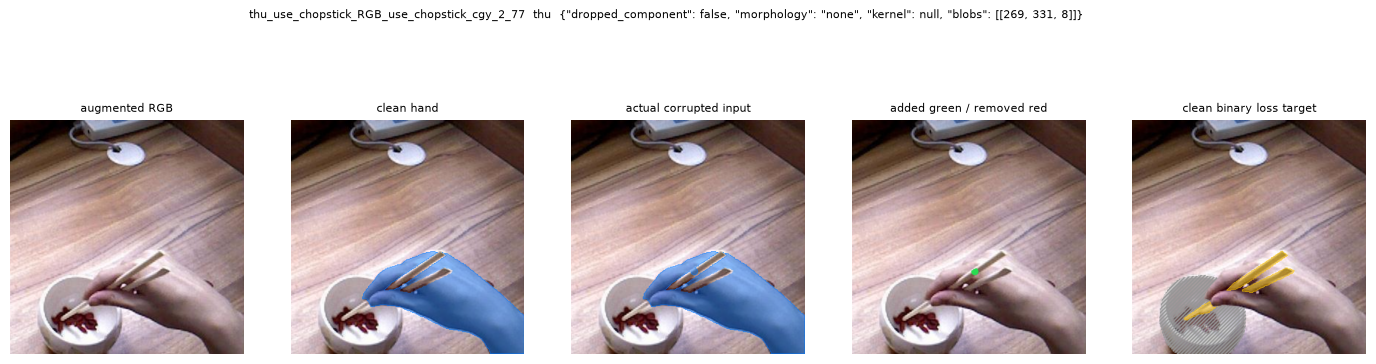 thu_use_chopstick_RGB_use_chopstick_cgy_2_77  thu  {"dropped_component": false, "morphology": "none", "kernel": null, "blobs": [[269, 331, 8]]}
augmented RGB
clean hand
actual corrupted input
added green / removed red
clean binary loss target